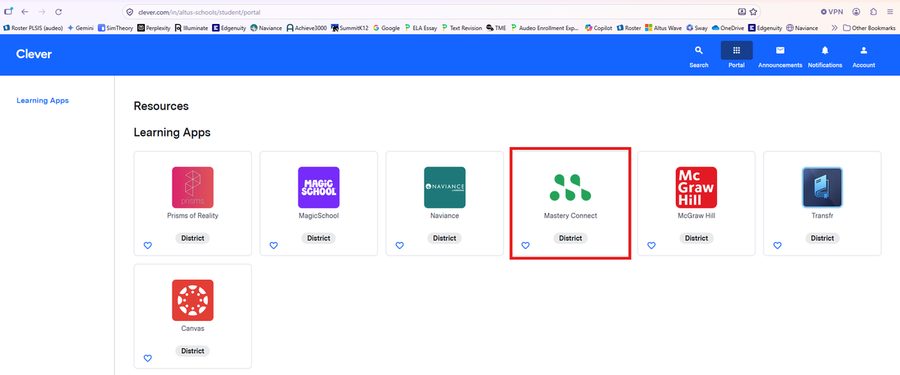 clever.com/in/altus-schools/student/portal
VPN
Roster PLSIS (audeo) Gemini SimTheory Perplexity Illuminate Edgenuity Naviance Achieve3000 SummitK12 Google ELA Essay Text Revision TME Audeo Enrollment Exp... Copilot Roster Altus Wave Sway OneDrive Edgenuity Naviance Other Bookmarks
Clever
Search Portal Announcements Notifications Account
Learning Apps
Resources
Learning Apps
prisms
MAGIC
SCHOOL
NAVIANCE
Mc
Graw
Hill
Prisms of Reality MagicSchool Naviance Mastery Connect McGraw Hill Transfr
District District District District District District
Canvas
District